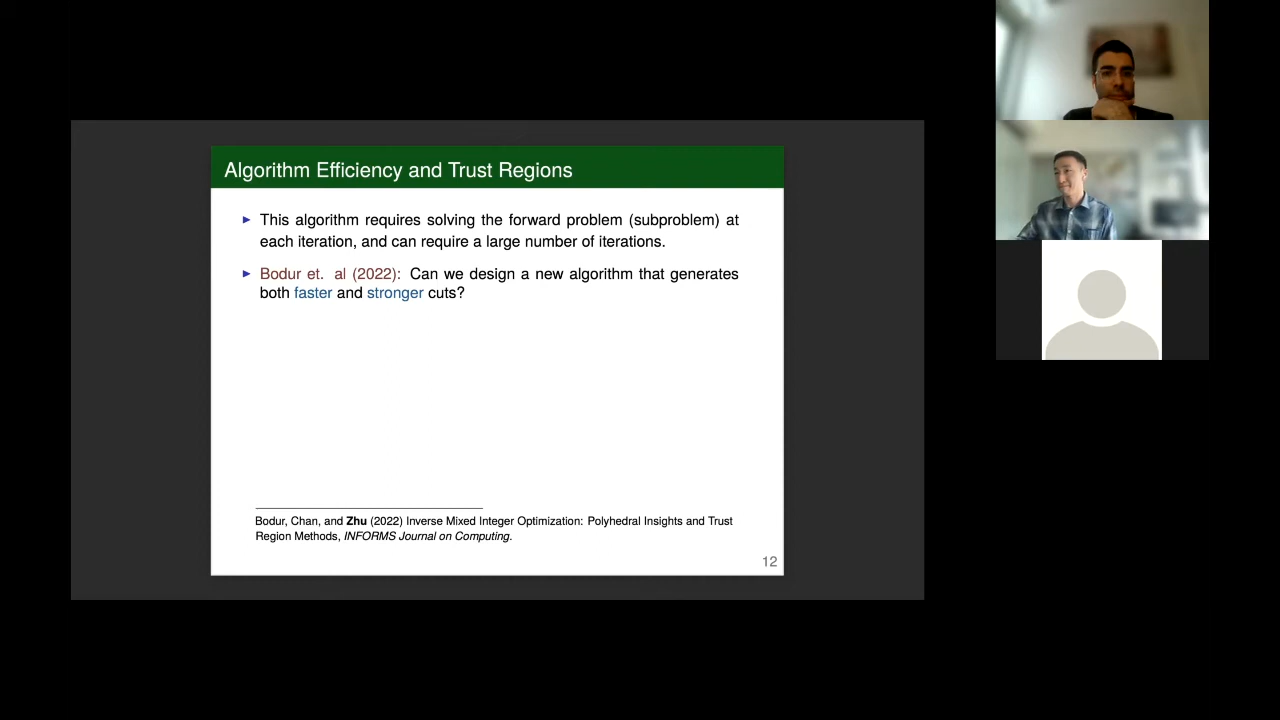 Algorithm Efficiency and Trust Regions
► This algorithm requires solving the forward problem (subproblem) at
each iteration, and can require a large number of iterations.
► Bodur et. al (2022): Can we design a new algorithm that generates
both faster and stronger cuts?
Bodur, Chan, and Zhu (2022) Inverse Mixed Integer Optimization: Polyhedral Insights and Trust
Region Methods, INFORMS Journal on Computing.
12